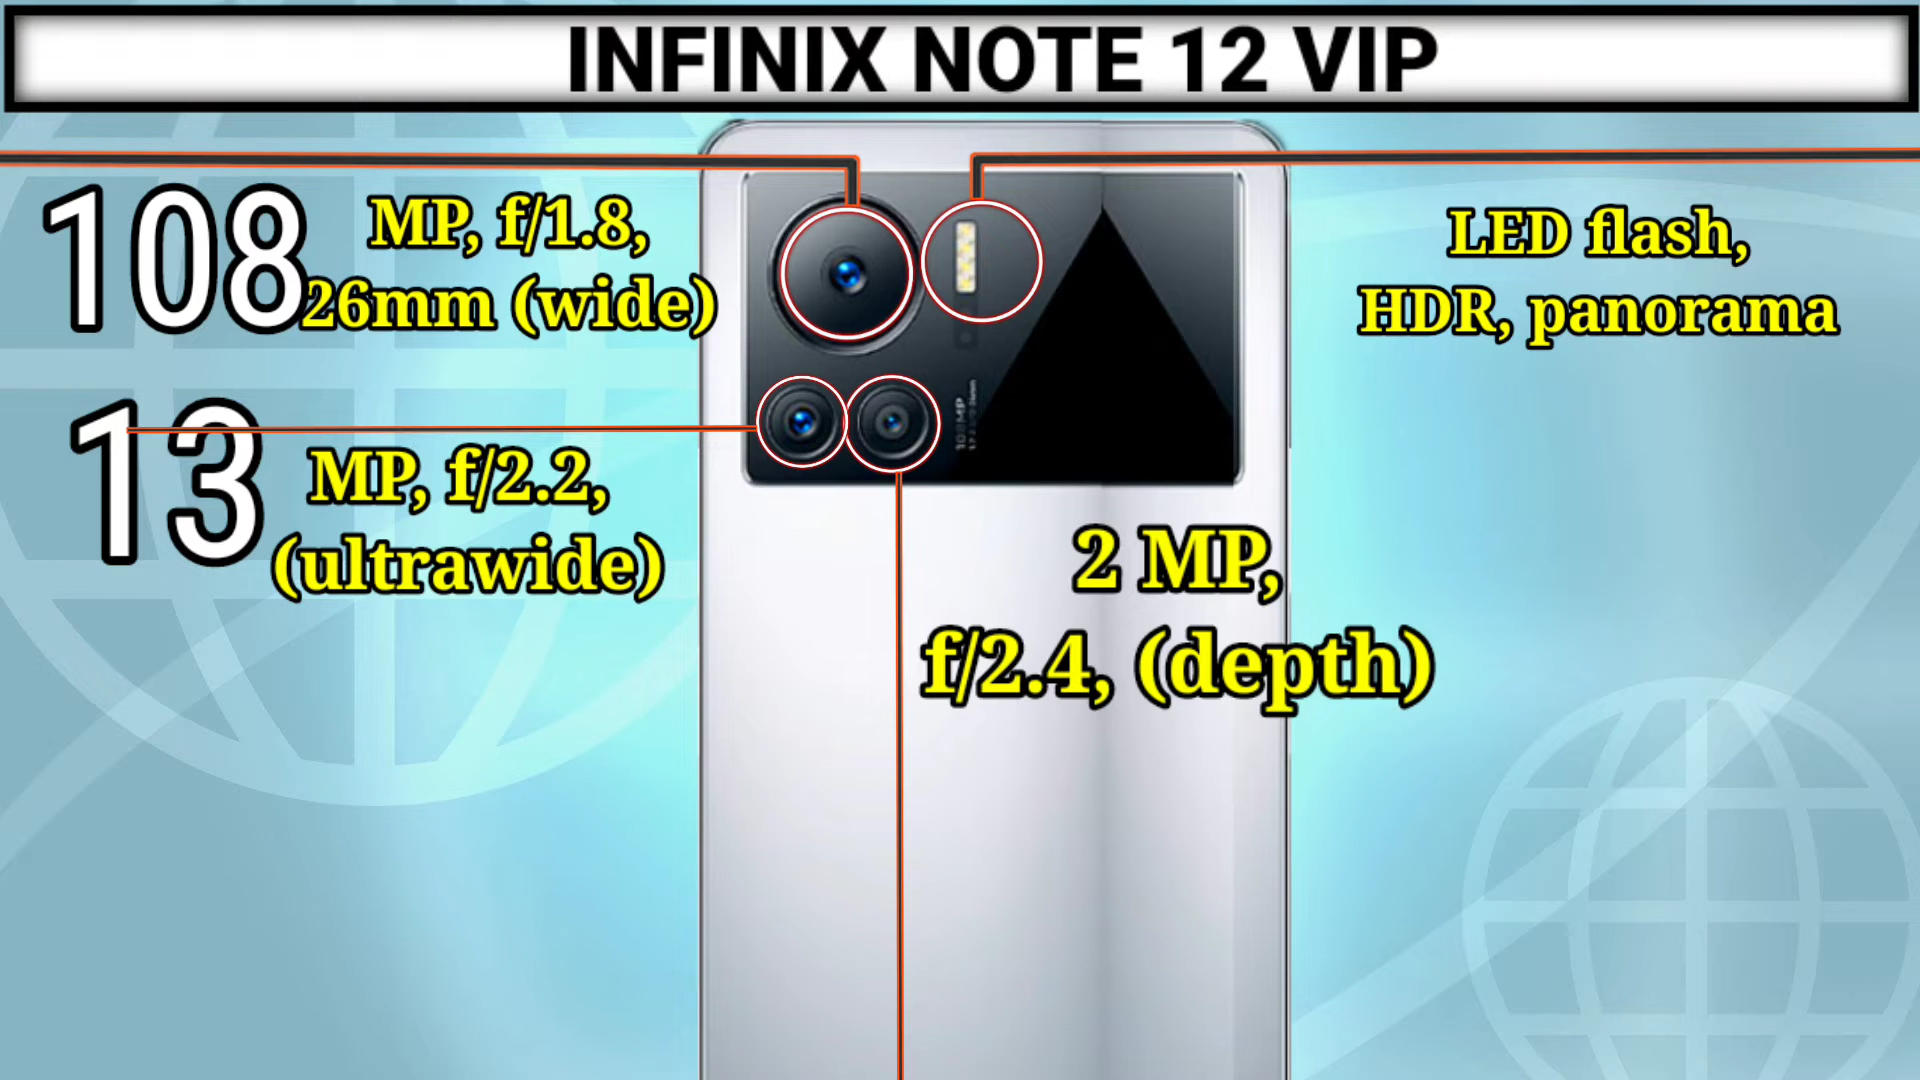 INFINIX NOTE 12 VIP
108 MP, f/1.8,
26mm (wide)
LED flash,
HDR, panorama
13 MP, f/2.2,
(ultrawide)
108MP
2 MP,
f/2.4, (depth)